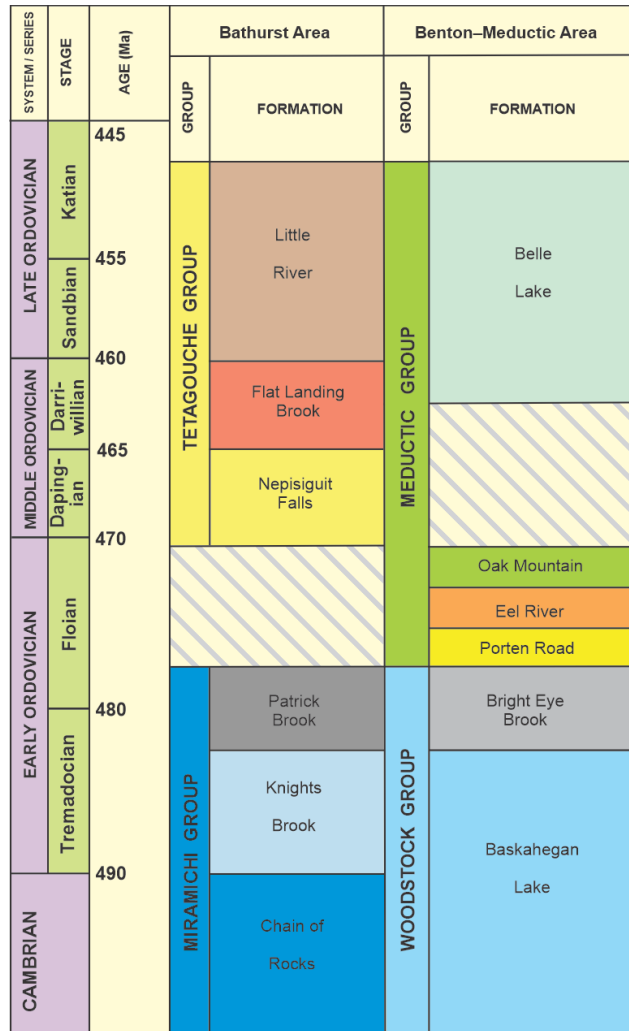 SYSTEM / SERIES
STAGE
AGE (Ma)
Bathurst Area
Benton–Meductic Area
GROUP
FORMATION
GROUP
FORMATION
LATE ORDOVICIAN
MIDDLE ORDOVICIAN
EARLY ORDOVICIAN
CAMBRIAN
Katian
Sandbian
Darri-
willian
Daping-
ian
Floian
Tremadocian
445
455
460
465
470
480
490
TETAGOUCHE GROUP
MIRAMICHI GROUP
Little
River
Flat Landing
Brook
Nepisiguit
Falls
Patrick
Brook
Knights
Brook
Chain of
Rocks
MEDUCTIC GROUP
WOODSTOCK GROUP
Belle
Lake
Oak Mountain
Eel River
Porten Road
Bright Eye
Brook
Baskahegan
Lake